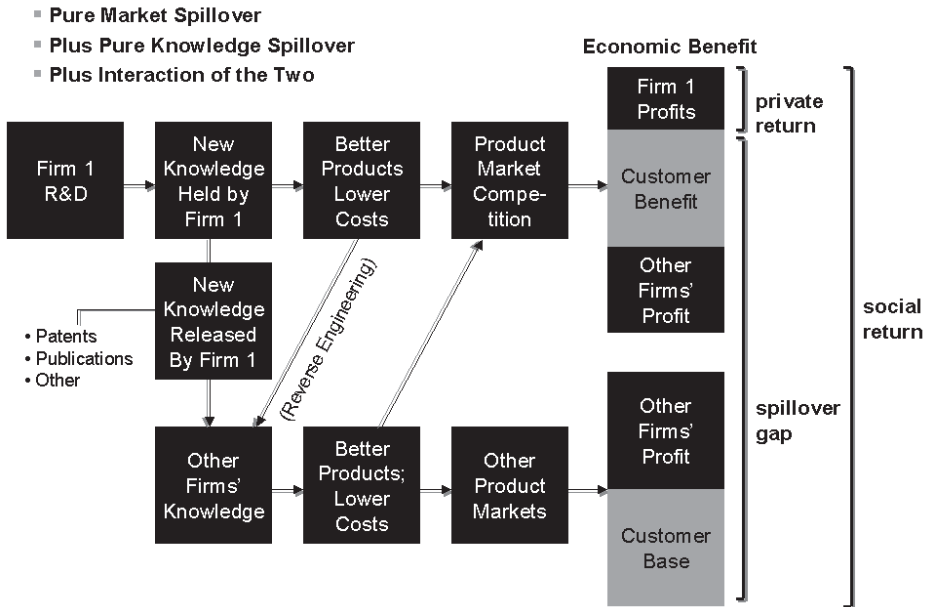 Pure Market Spillover
Plus Pure Knowledge Spillover
Plus Interaction of the Two
Economic Benefit
Firm 1
R&D
New
Knowledge
Held by
Firm 1
Better
Products
Lower
Costs
Product
Market
Compe-
tition
Firm 1
Profits
Customer
Benefit
Other
Firms'
Profit
private
return
social
return
New
Knowledge
Released
By Firm 1
• Patents
• Publications
• Other
(Reverse Engineering)
Other
Firms'
Knowledge
Better
Products;
Lower
Costs
Other
Product
Markets
Other
Firms'
Profit
Customer
Base
spillover
gap